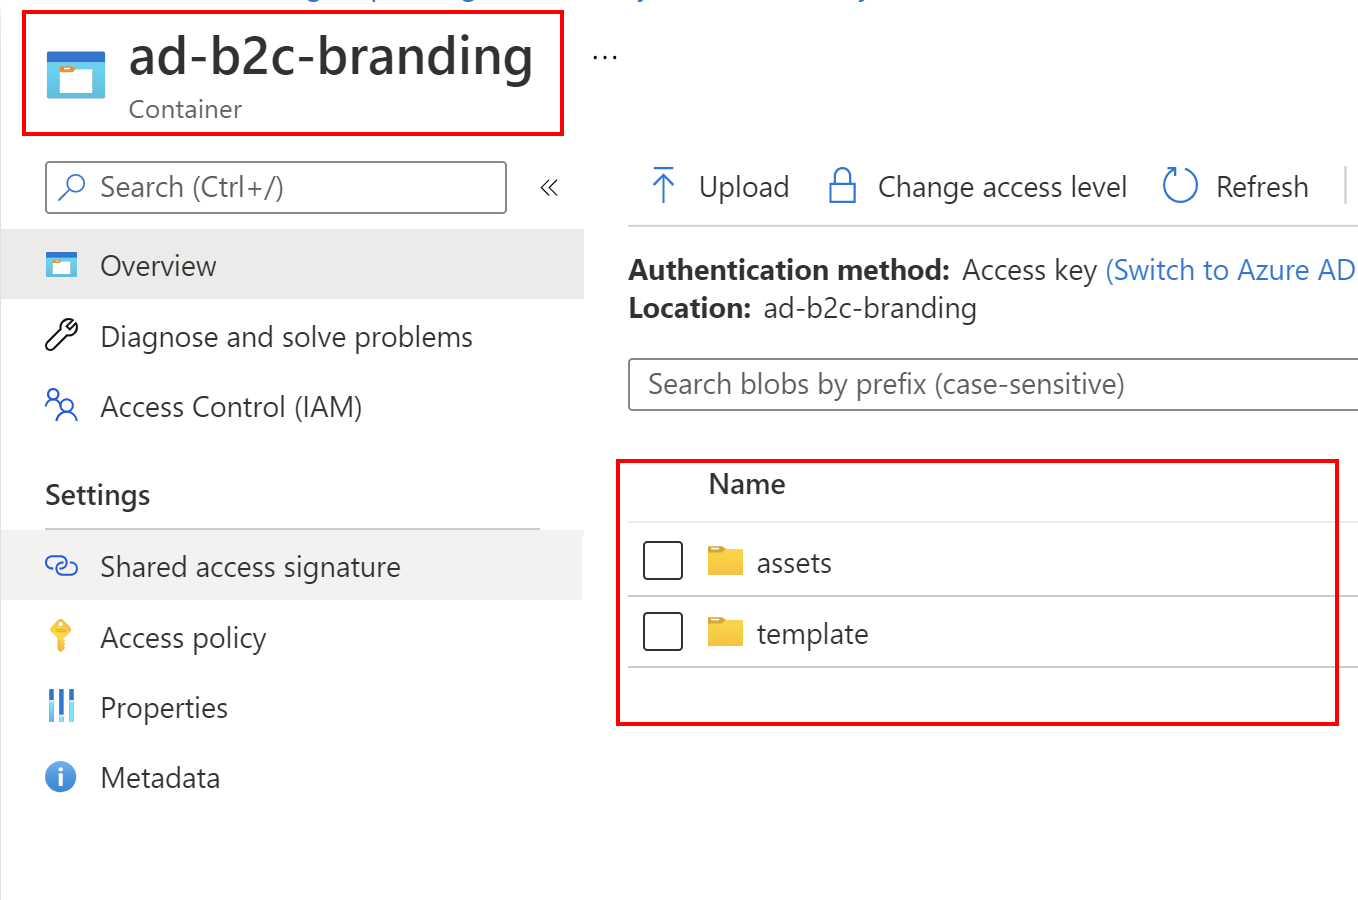 ad-b2c-branding
...
Container
Search (Ctrl+/)
«
Overview
Diagnose and solve problems
Access Control (IAM)
Settings
Shared access signature
Access policy
Properties
Metadata
Upload
Change access level
Refresh
Authentication method: Access key (Switch to Azure AD
Location: ad-b2c-branding
Search blobs by prefix (case-sensitive)
Name
assets
template